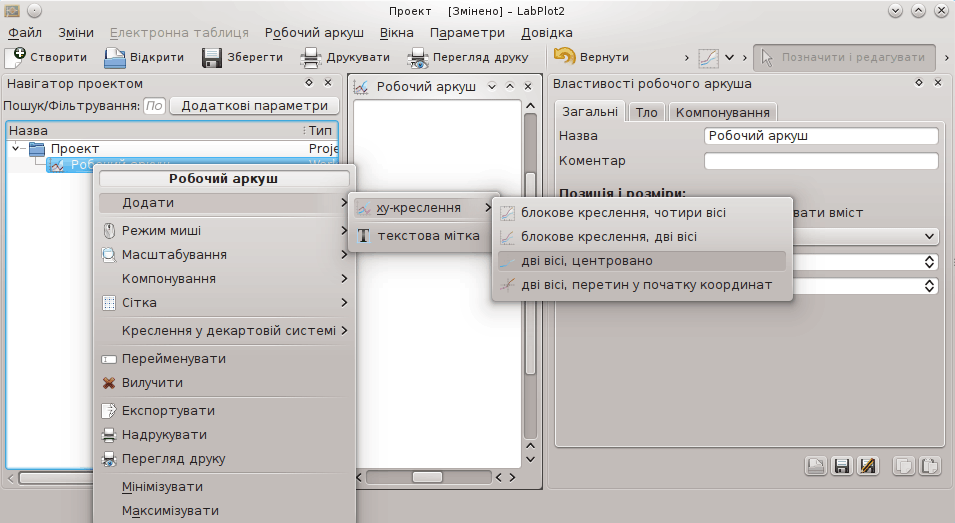 Проект [Змінено] – LabPlot2
Файл Зміни Електронна таблиця Робочий аркуш Вікна Параметри Довідка
Створити Відкрити Зберегти Друкувати Перегляд друку Вернути Позначити и редагувати
Навігатор проектом
Пошук/Фільтрування: По Додаткові параметри
Назва Тип
Проект Proje
Робочий аркуш
Робочий аркуш
Додати
Режим миші
Масштабування
Компонування
Сітка
Креслення у декартовій системі
Перейменувати
Вилучити
Експортувати
Надрукувати
Перегляд друку
Мінімізувати
Максимізувати
Робочий аркуш
xy-креслення
текстова мітка
блокове креслення, чотири вісі
блокове креслення, дві вісі
дві вісі, центровано
дві вісі, перетин у початку координат
Властивості робочого аркуша
Загальні Тло Компонування
Назва Робочий аркуш
Коментар
Позиція і розміри:
вати вміст